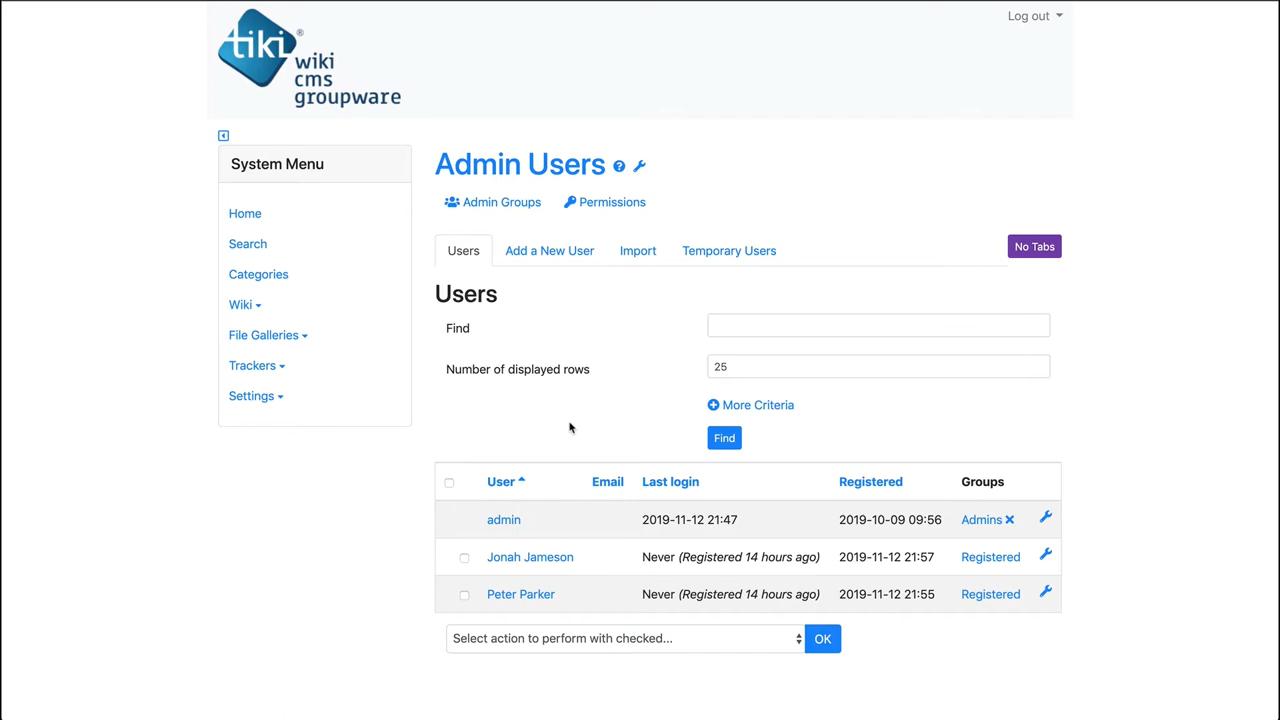 Log out
tiki®
wiki
cms
groupware
System Menu
Home
Search
Categories
Wiki
File Galleries
Trackers
Settings
Admin Users
Admin Groups Permissions
Users Add a New User Import Temporary Users No Tabs
Users
Find
Number of displayed rows 25
More Criteria
Find
User Email Last login Registered Groups
admin 2019-11-12 21:47 2019-10-09 09:56 Admins
Jonah Jameson Never (Registered 14 hours ago) 2019-11-12 21:57 Registered
Peter Parker Never (Registered 14 hours ago) 2019-11-12 21:55 Registered
Select action to perform with checked... OK